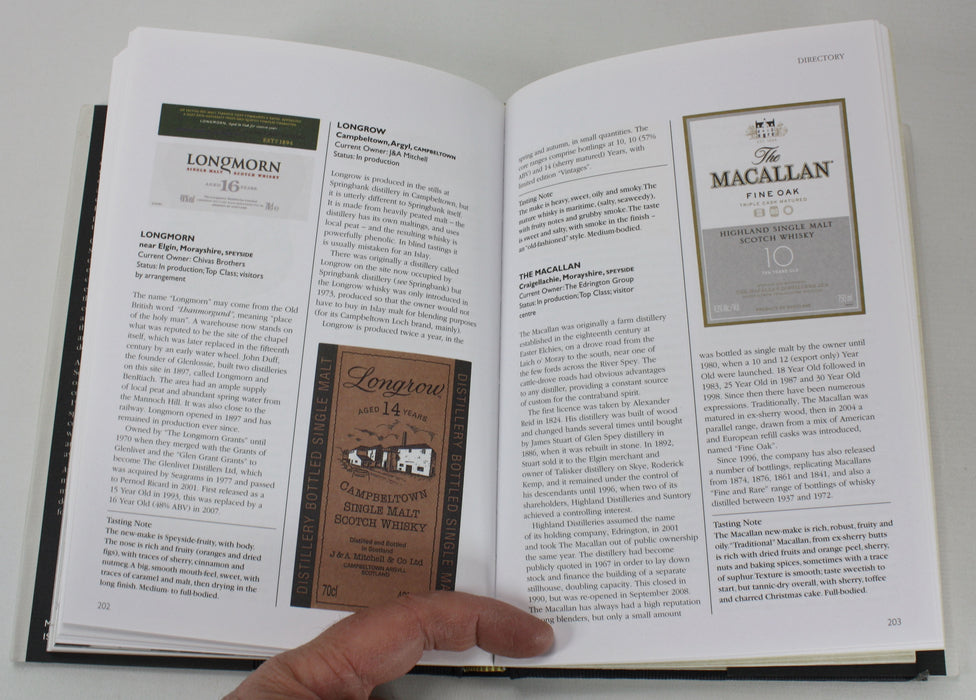 LONGMORN
SINGLE MALT SCOTCH WHISKY
AGED 16 YEARS
ESTD 1894
LONGMORN
near Elgin, Morayshire, SPEYSIDE
Current Owner: Chivas Brothers
Status: In production; Top Class; visitors
by arrangement
The name “Longmorn” may come from the Old
British word “Lhanmorgund”, meaning “place
of the holy man”. A warehouse now stands on
what was reputed to be the site of the chapel
itself, which was later replaced in the fifteenth
century by an early water wheel. John Duff,
the founder of Glenlossie, built two distilleries
on this site in 1897, called Longmorn and
BenRiach. The area had an ample supply
of local peat and abundant spring water from
the Mannoch Hill. It was also close to the
railway. Longmorn opened in 1897 and has
remained in production ever since.
Owned by “The Longmorn Grants” until
1970 when they merged with the Grants of
Glenlivet and the “Glen Grant Grants” to
become The Glenlivet Distillers Ltd, which
was acquired by Seagrams in 1977 and passed
to Pernod Ricard in 2001. First released as a
15 Year Old in 1993, this was replaced by a
16 Year Old (48% ABV) in 2007.
Tasting Note
The new-make is Speyside-fruity, with body.
The nose is rich and fruity (oranges and dried
figs), with traces of sherry, cinnamon and
nutmeg. A big, smooth mouth-feel, sweet, with
traces of caramel and malt, then drying in the
long finish. Medium- to full-bodied.
202
LONGROW
Campbeltown, Argyl, CAMPBELTOWN
Current Owner: J&A Mitchell
Status: In production
Longrow is produced in the stills at
Springbank distillery in Campbeltown, but
it is utterly different to Springbank itself.
It is made from heavily peated malt – the
distillery has its own maltings, and uses
local peat – and the resulting whisky is
powerfully phenolic. In blind tastings it
is usually mistaken for an Islay.
There was originally a distillery called
Longrow on the site now occupied by
Springbank distillery (see Springbank) but
the Longrow whisky was only introduced in
1973, produced so that the owner would not
have to buy in Islay malt for blending purposes
(for its Campbeltown Loch brand, mainly).
Longrow is produced twice a year, in the
DISTILLERY BOTTLED SINGLE MALT
Longrow
AGED 14 YEARS
CAMPBELTOWN
SINGLE MALT
SCOTCH WHISKY
Distilled and Bottled
in Scotland
J & A Mitchell & Co Ltd
CAMPBELTOWN ARGYLL
SCOTLAND
70cl
DISTILLERY BOTTLED SINGLE MA
DIRECTORY
spring and autumn, in small quantities. The
core ranges comprise bottlings at 10, 10 (57%
ABV) and 14 (sherry matured) Years, with
limited edition “Vintages”.
Tasting Note
The make is heavy, sweet, oily and smoky. The
mature whisky is maritime, (salty, seaweedy),
with fruity notes and grubby smoke. The taste
is sweet and salty, with smoke in the finish –
an “old-fashioned” style. Medium-bodied.
THE MACALLAN
Craigellachie, Morayshire, SPEYSIDE
Current Owner: The Edrington Group
Status: In production; Top Class; visitor
centre
The Macallan was originally a farm distillery
established in the eighteenth century at
Easter Elchies, on a drove road from the
Laich o' Moray to the south, near one of
the few fords across the River Spey. The
cattle-drove roads had obvious advantages
to any distiller, providing a constant source
of custom for the contraband spirit.
The first licence was taken by Alexander
Reid in 1824. His distillery was built of wood
and changed hands several times until bought
by James Stuart of Glen Spey distillery in
1886, when it was rebuilt in stone. In 1892,
Stuart sold it to the Elgin merchant and
owner of Talisker distillery on Skye, Roderick
Kemp, and it remained under the control of
his descendants until 1996, when two of its
shareholders, Highland Distilleries and Suntory
achieved a controlling interest.
Highland Distilleries assumed the name
of its holding company, Edrington, in 2001
and took The Macallan out of public ownership
the same year. The distillery had become
publicly quoted in 1967 in order to lay down
stock and finance the building of a separate
stillhouse, doubling capacity. This closed in
1990, but was re-opened in September 2008.
The Macallan has always had a high reputation
blenders, but only a small amount
The
MACALLAN
FINE OAK
TRIPLE CASK MATURED
HIGHLAND SINGLE MALT
SCOTCH WHISKY
10
TEN YEARS OLD
750ml
was bottled as single malt by the owner until
1980, when a 10 and 12 (export only) Year
Old were launched. 18 Year Old followed in
1983, 25 Year Old in 1987 and 30 Year Old
1998. Since then there have been numerous
expressions. Traditionally, The Macallan was
matured in ex-sherry wood, then in 2004 a
parallel range, drawn from a mix of American
and European refill casks was introduced,
named “Fine Oak”.
Since 1996, the company has also released
a number of bottlings, replicating Macallans
from 1874, 1876, 1861 and 1841, and also a
“Fine and Rare” range of bottlings of whisky
distilled between 1937 and 1972.
Tasting Note
The Macallan new-make is rich, robust, fruity and
oily. “Traditional” Macallan, from ex-sherry butts
is rich with dried fruits and orange peel, sherry,
nuts and baking spices, sometimes with a trace
of sulphur. Texture is smooth; taste sweetish to
start, but tannic-dry overall, with sherry, toffee
and charred Christmas cake. Full-bodied.
203